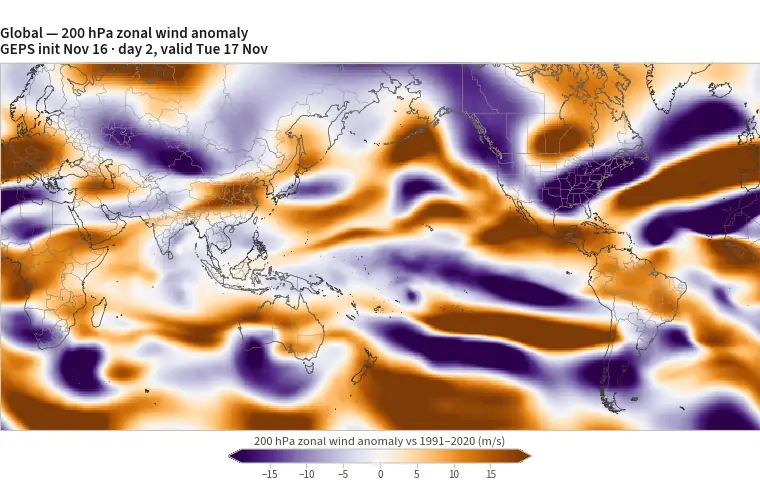 Global — 200 hPa zonal wind anomaly
GEPS init Nov 16 · day 2, valid Tue 17 Nov
200 hPa zonal wind anomaly vs 1991–2020 (m/s)
−15 −10 −5 0 5 10 15